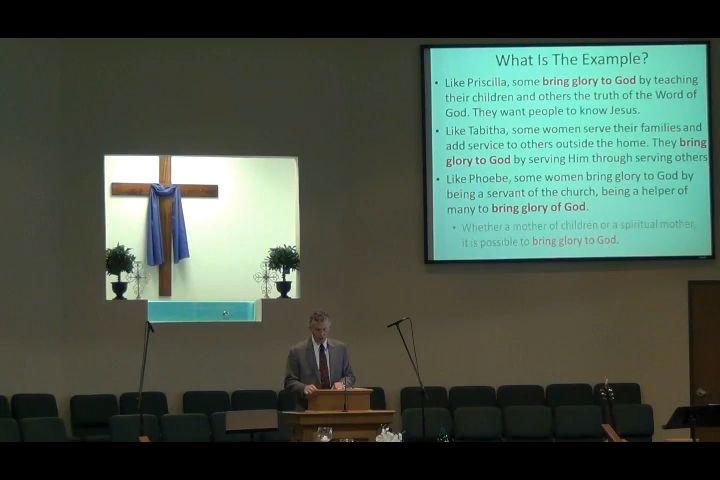 What Is The Example?
• Like Priscilla, some bring glory to God by teaching
their children and others the truth of the Word of
God. They want people to know Jesus.
• Like Tabitha, some women serve their families and
add service to others outside the home. They bring
glory to God by serving Him through serving others
• Like Phoebe, some women bring glory to God by
being a servant of the church, being a helper of
many to bring glory of God.
• Whether a mother of children or a spiritual mother
it is possible to bring glory to God.